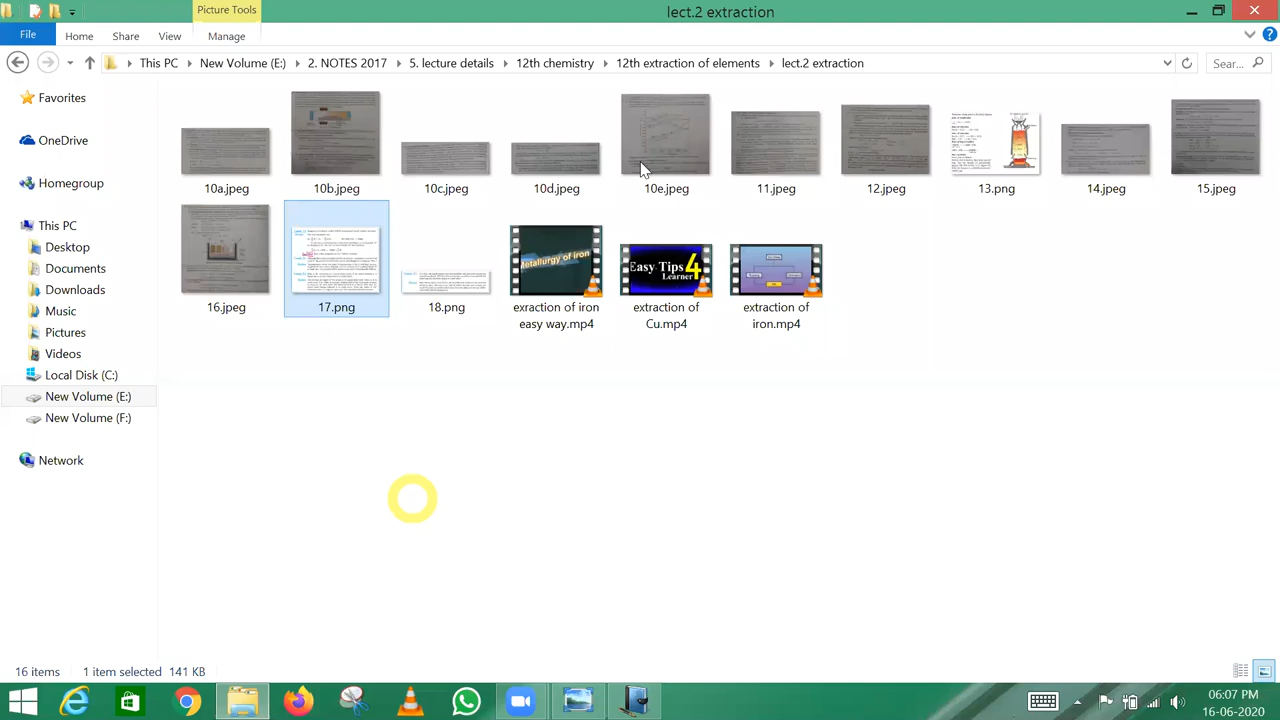 Picture Tools
lect.2 extraction
File
Home
Share
View
Manage
This PC
New Volume (E:)
2. NOTES 2017
5. lecture details
12th chemistry
12th extraction of elements
lect.2 extraction
Sear...
Favorites
OneDrive
Homegroup
This PC
Desktop
Documents
Downloads
Music
Pictures
Videos
Local Disk (C:)
New Volume (E:)
New Volume (F:)
Network
10a.jpeg
10b.jpeg
10c.jpeg
10d.jpeg
10e.jpeg
11.jpeg
12.jpeg
13.png
14.jpeg
15.jpeg
etallurgy of iron
Easy Tips 4
Learner
16.jpeg
17.png
18.png
exraction of iron
easy way.mp4
extraction of
Cu.mp4
extraction of
iron.mp4
16 items
1 item selected 141 KB
06:07 PM
16-06-2020